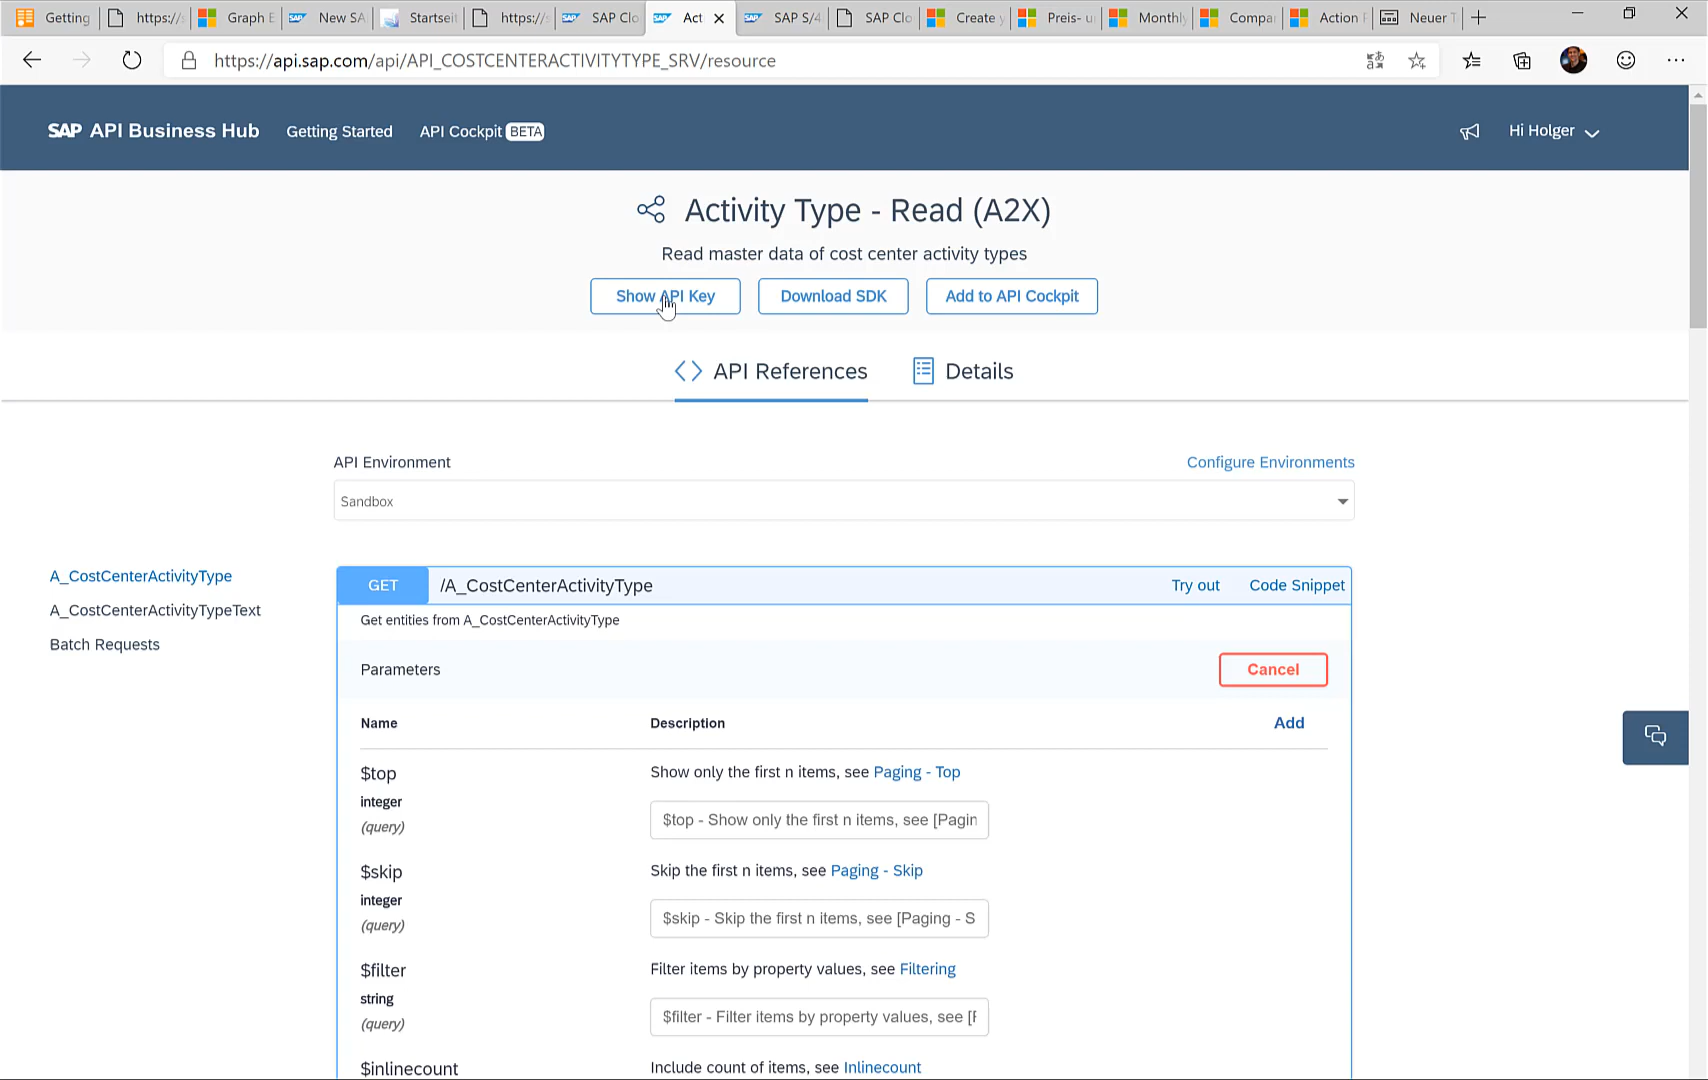 Getting
https:/
Graph E
New SA
Startseit
https:/
SAP Clo
Act
SAP S/4
SAP Clo
Create y
Preis- u
Monthly
Compa
Action
Neuer T
https://api.sap.com/api/API_COSTCENTERACTIVITYTYPE_SRV/resource
SAP API Business Hub
Getting Started
API Cockpit BETA
Hi Holger
Activity Type - Read (A2X)
Read master data of cost center activity types
Show API Key
Download SDK
Add to API Cockpit
API References
Details
API Environment
Configure Environments
Sandbox
A_CostCenterActivityType
A_CostCenterActivityTypeText
Batch Requests
GET /A_CostCenterActivityType
Try out
Code Snippet
Get entities from A_CostCenterActivityType
Parameters
Cancel
Name
Description
Add
$top
integer
(query)
Show only the first n items, see Paging - Top
$top - Show only the first n items, see [Pagin
$skip
integer
(query)
Skip the first n items, see Paging - Skip
$skip - Skip the first n items, see [Paging - S
$filter
string
(query)
Filter items by property values, see Filtering
$filter - Filter items by property values, see [F
$inlinecount
Include count of items, see Inlinecount